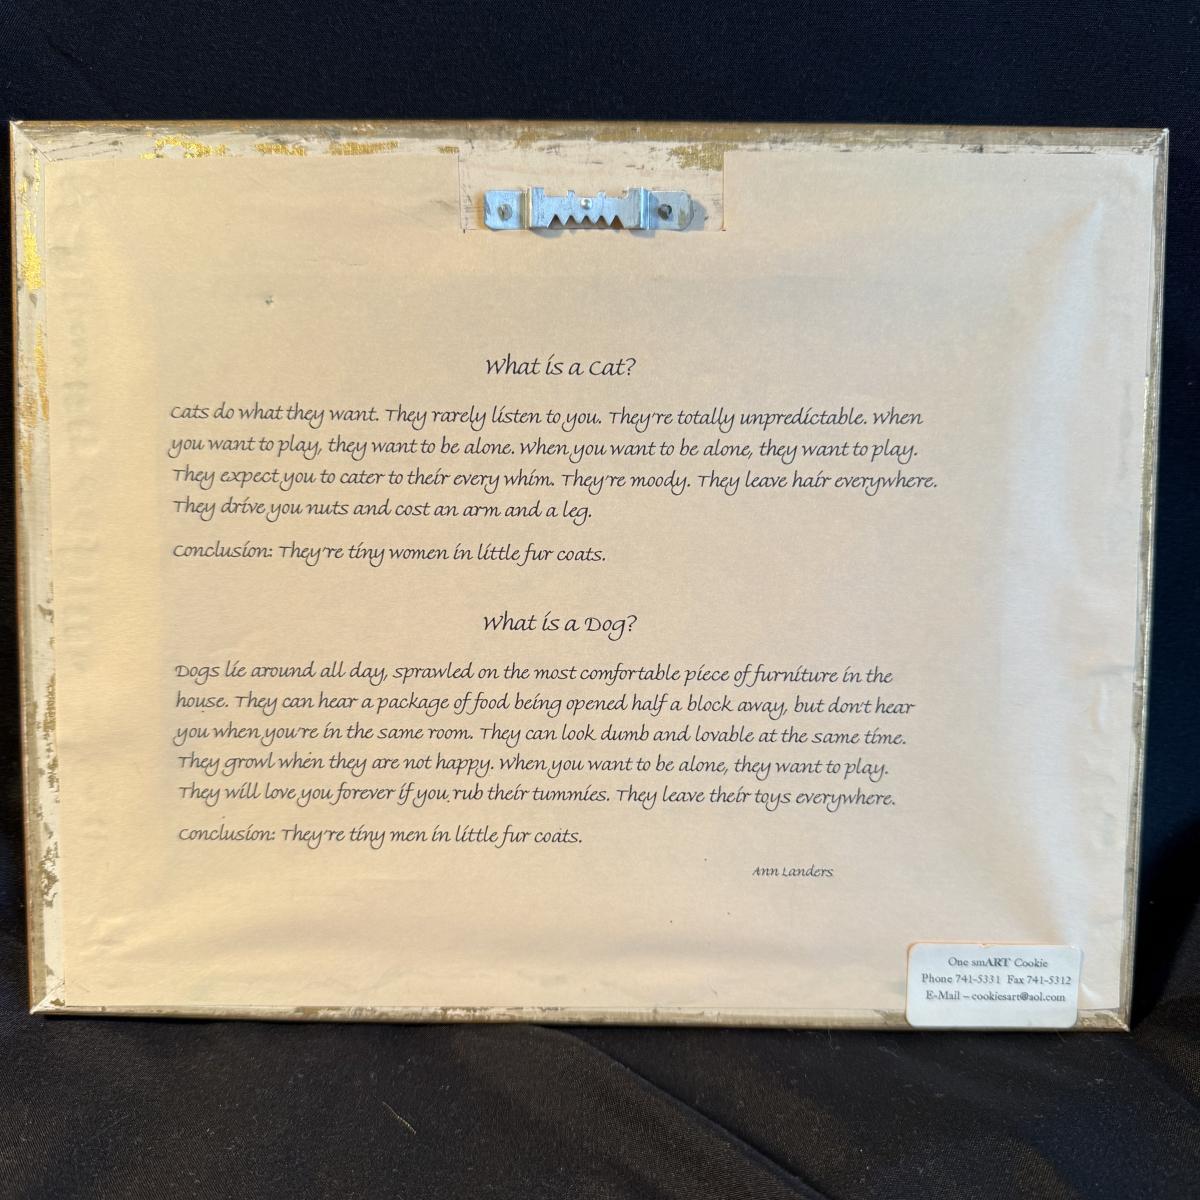 What is a Cat?
Cats do what they want. They rarely listen to you. They're totally unpredictable. When
you want to play, they want to be alone. When you want to be alone, they want to play.
They expect you to cater to their every whim. They're moody. They leave hair everywhere.
They drive you nuts and cost an arm and a leg.
Conclusion: They're tiny women in little fur coats.
What is a Dog?
Dogs lie around all day, sprawled on the most comfortable piece of furniture in the
house. They can hear a package of food being opened half a block away, but don't hear
you when you're in the same room. They can look dumb and lovable at the same time.
They growl when they are not happy. When you want to be alone, they want to play.
They will love you forever if you rub their tummies. They leave their toys everywhere.
Conclusion: They're tiny men in little fur coats.
Ann Landers
One smART Cookie
Phone 741-5331 Fax 741-5312
E-Mail – cookiesart@aol.com